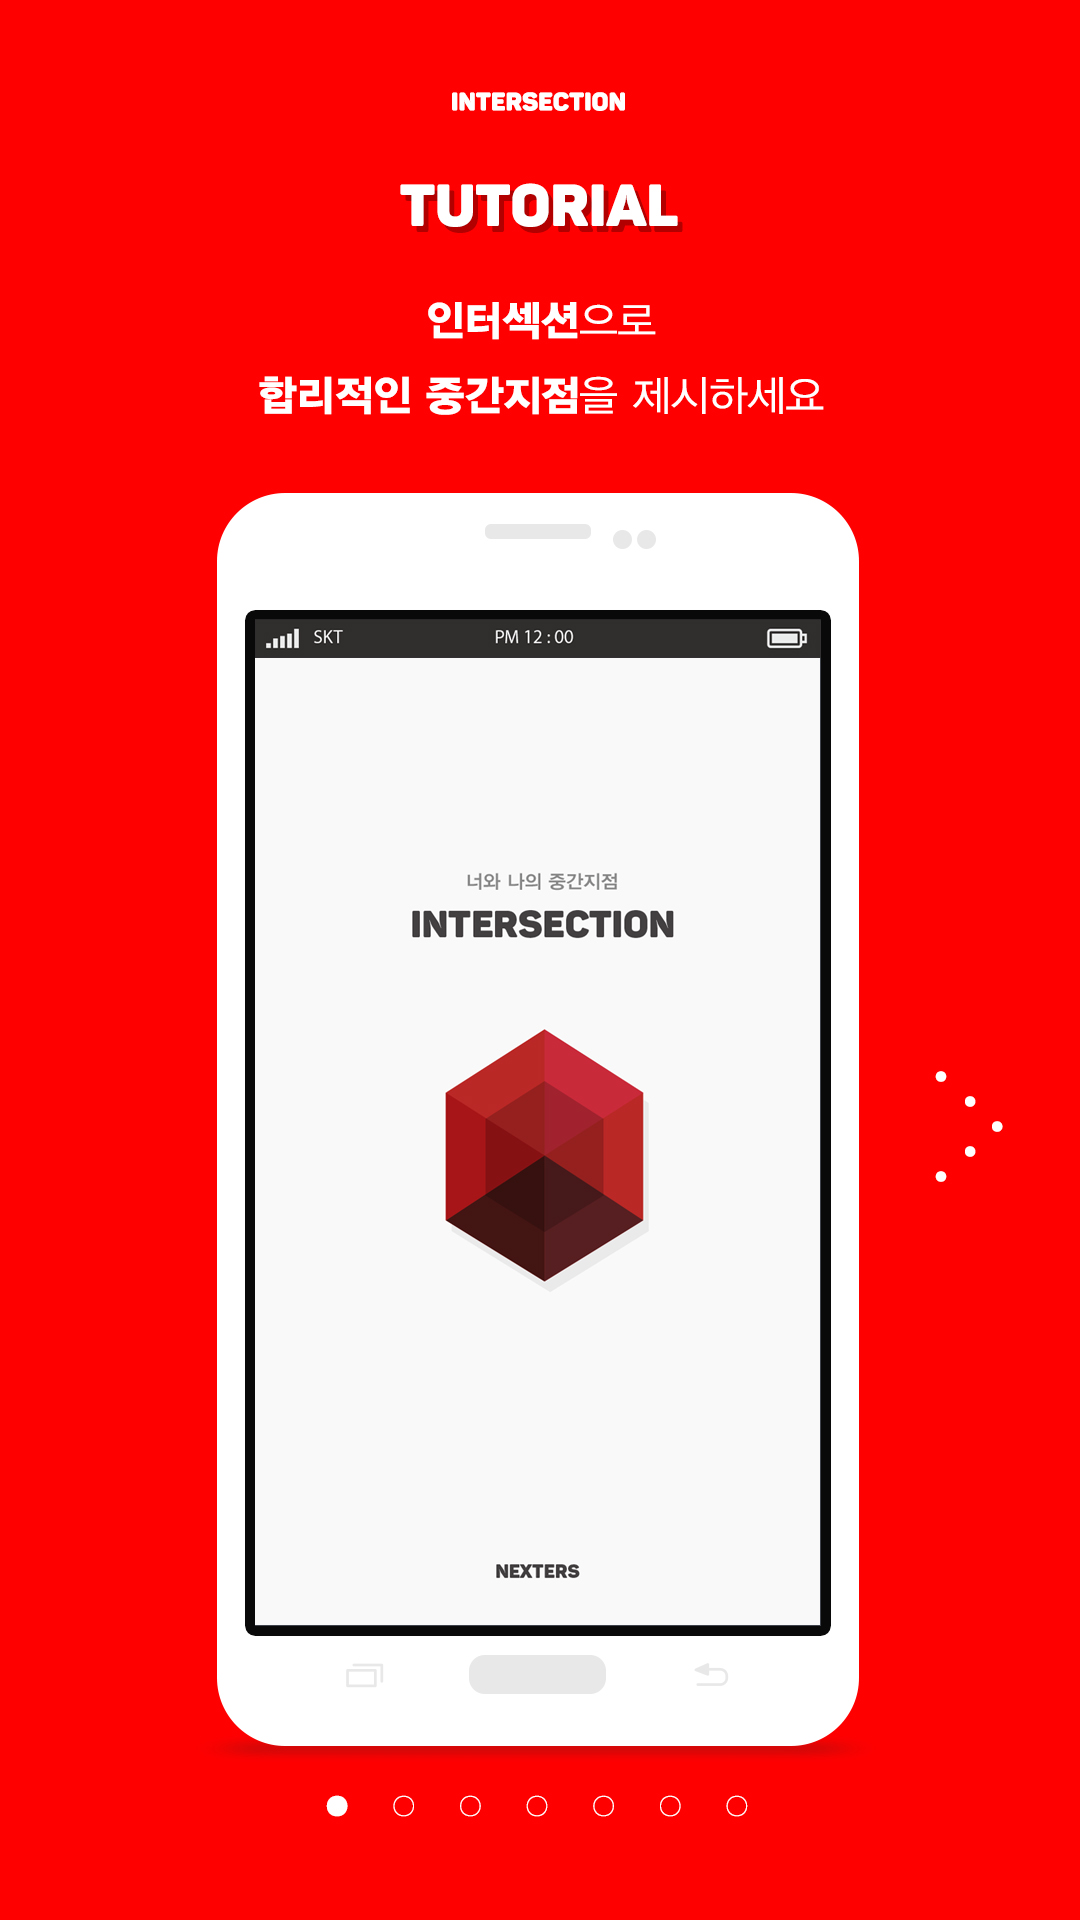 INTERSECTION
TUTORIAL
인터섹션으로
합리적인 중간지점을 제시하세요
SKT PM 12 : 00
너와 나의 중간지점
INTERSECTION
NEXTERS